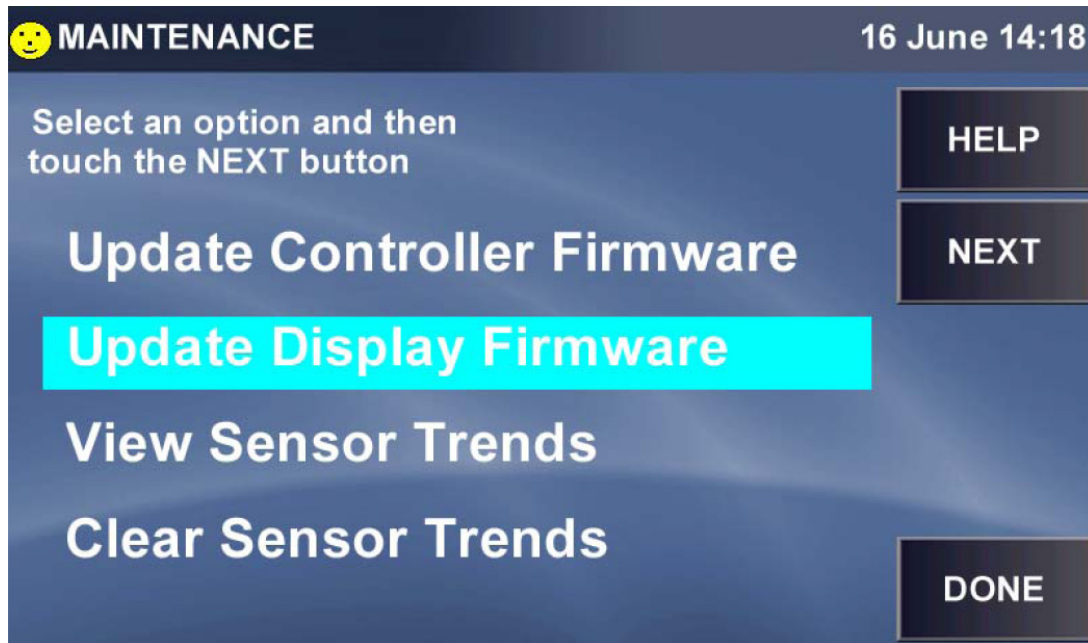 MAINTENANCE
16 June 14:18
Select an option and then
touch the NEXT button
HELP
NEXT
Update Controller Firmware
Update Display Firmware
View Sensor Trends
Clear Sensor Trends
DONE